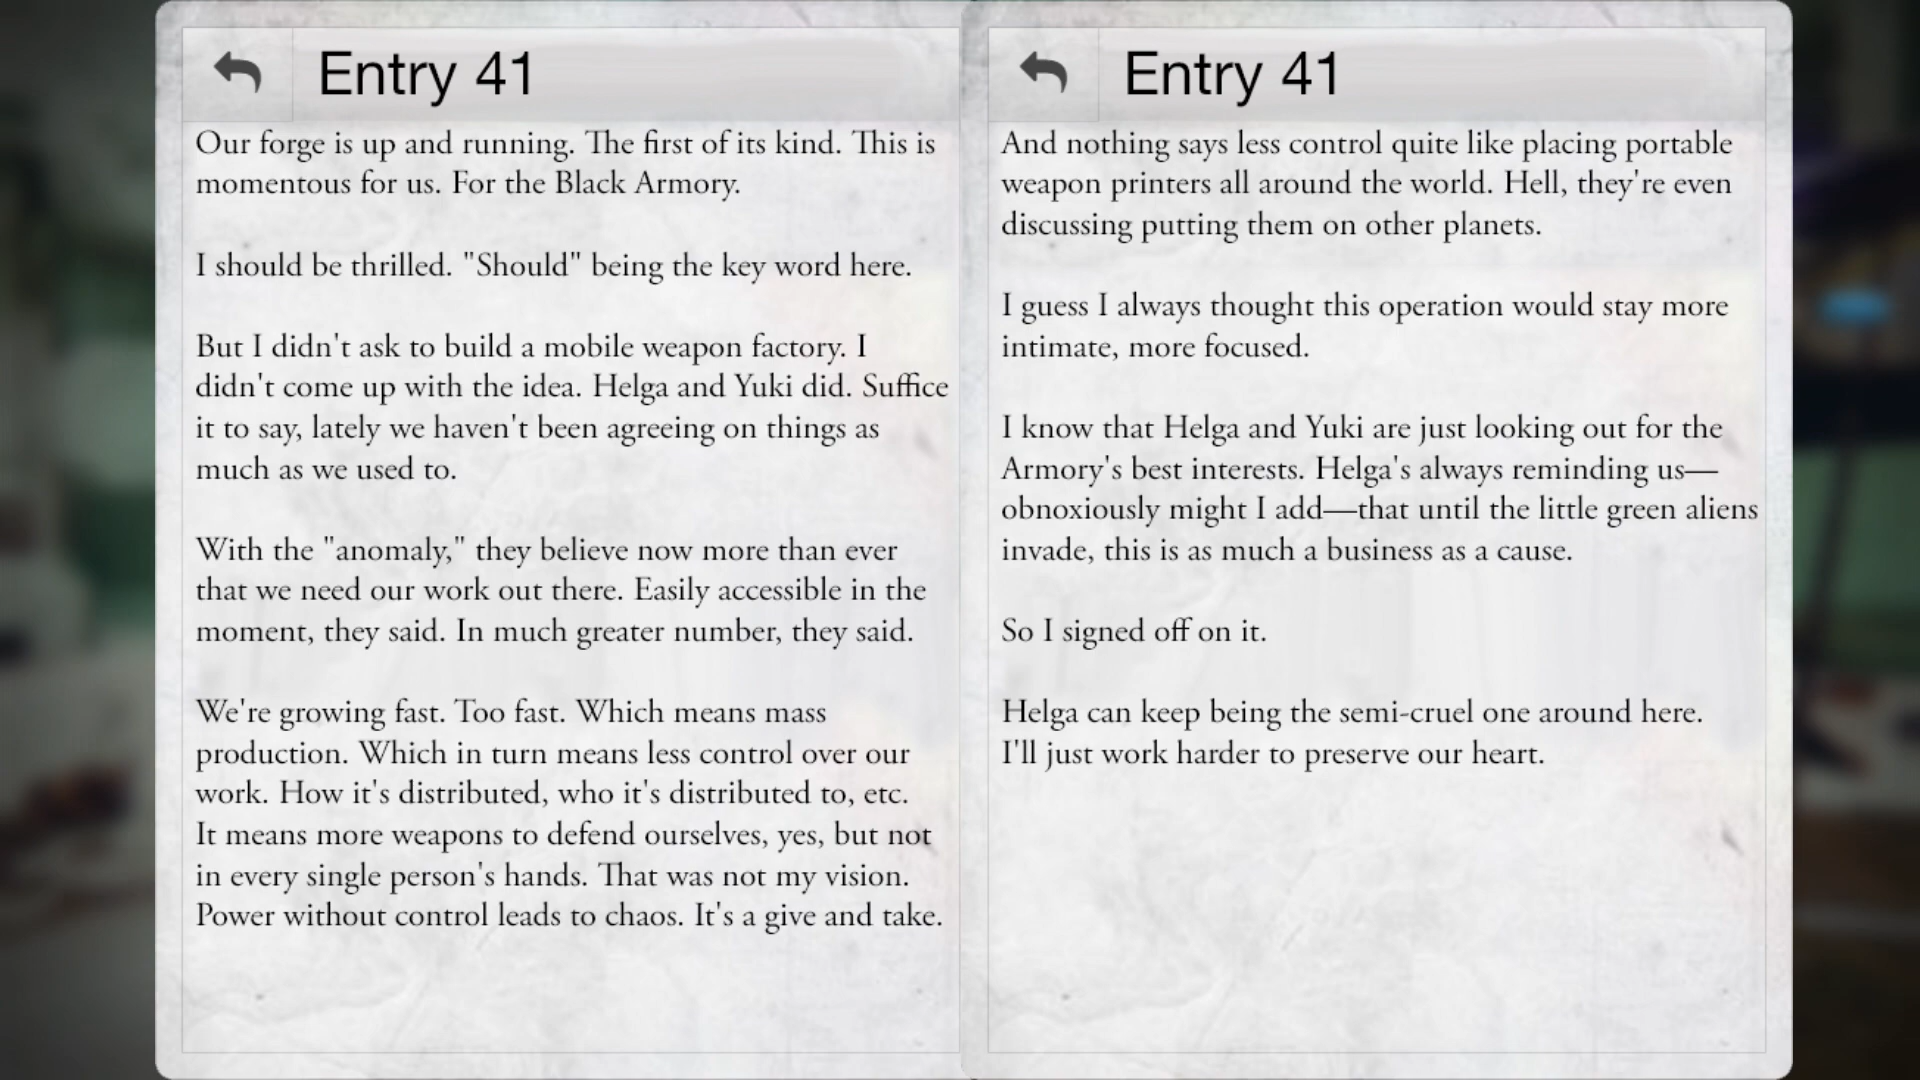 Entry 41
Our forge is up and running. The first of its kind. This is
momentous for us. For the Black Armory.
I should be thrilled. "Should" being the key word here.
But I didn't ask to build a mobile weapon factory. I
didn't come up with the idea. Helga and Yuki did. Suffice
it to say, lately we haven't been agreeing on things as
much as we used to.
With the "anomaly," they believe now more than ever
that we need our work out there. Easily accessible in the
moment, they said. In much greater number, they said.
We're growing fast. Too fast. Which means mass
production. Which in turn means less control over our
work. How it's distributed, who it's distributed to, etc.
It means more weapons to defend ourselves, yes, but not
in every single person's hands. That was not my vision.
Power without control leads to chaos. It's a give and take.
Entry 41
And nothing says less control quite like placing portable
weapon printers all around the world. Hell, they're even
discussing putting them on other planets.
I guess I always thought this operation would stay more
intimate, more focused.
I know that Helga and Yuki are just looking out for the
Armory's best interests. Helga's always reminding us—
obnoxiously might I add—that until the little green aliens
invade, this is as much a business as a cause.
So I signed off on it.
Helga can keep being the semi-cruel one around here.
I'll just work harder to preserve our heart.